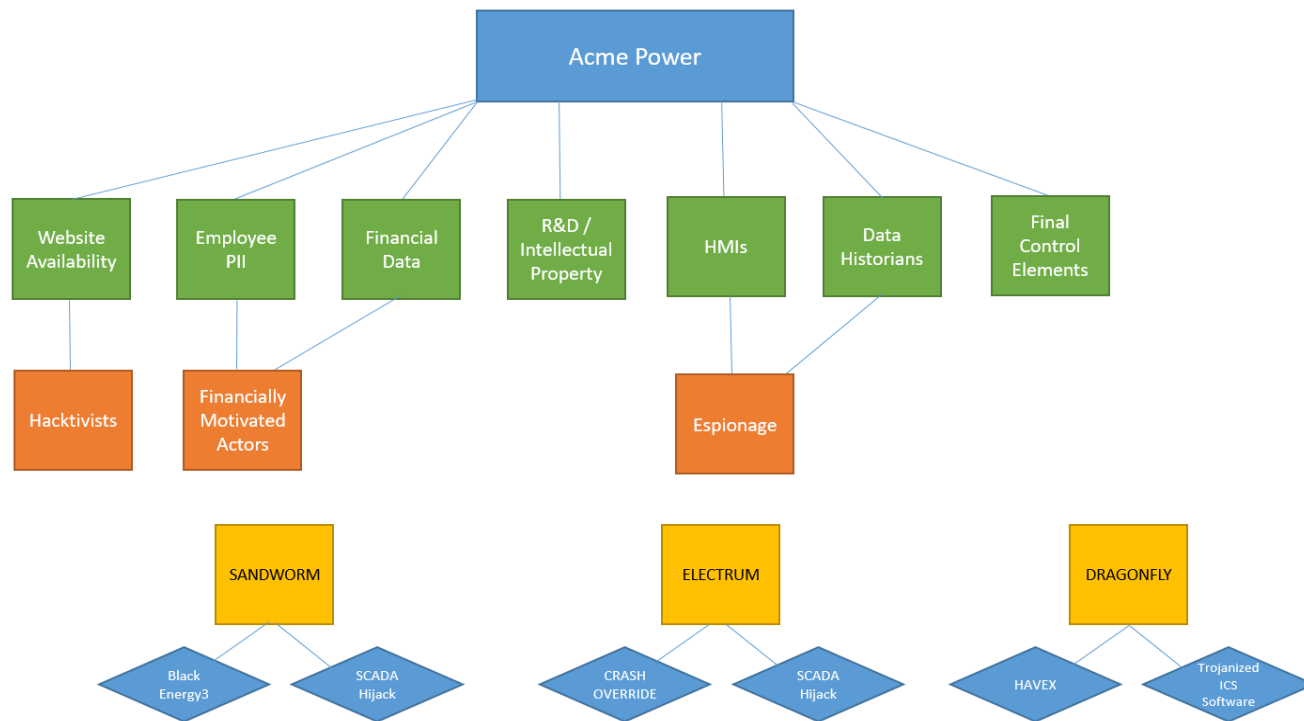 Acme Power
Website
Availability
Employee
PII
Financial
Data
R&D /
Intellectual
Property
HMIs
Data
Historians
Final
Control
Elements
Hacktivists
Financially
Motivated
Actors
Espionage
SANDWORM
ELECTRUM
DRAGONFLY
Black
Energy3
SCADA
Hijack
CRASH
OVERRIDE
SCADA
Hijack
HAVEX
Trojanized
ICS
Software